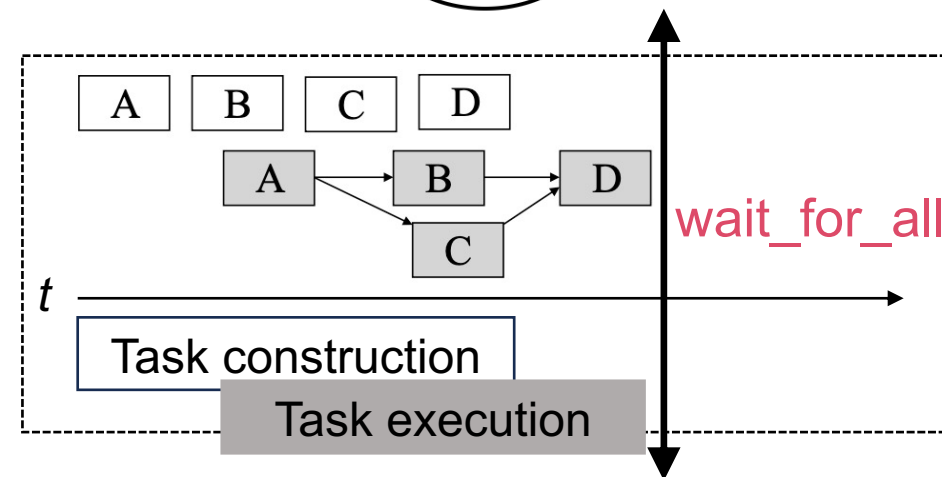 A B C D
A B D
C
wait_for_all
t
Task construction
Task execution